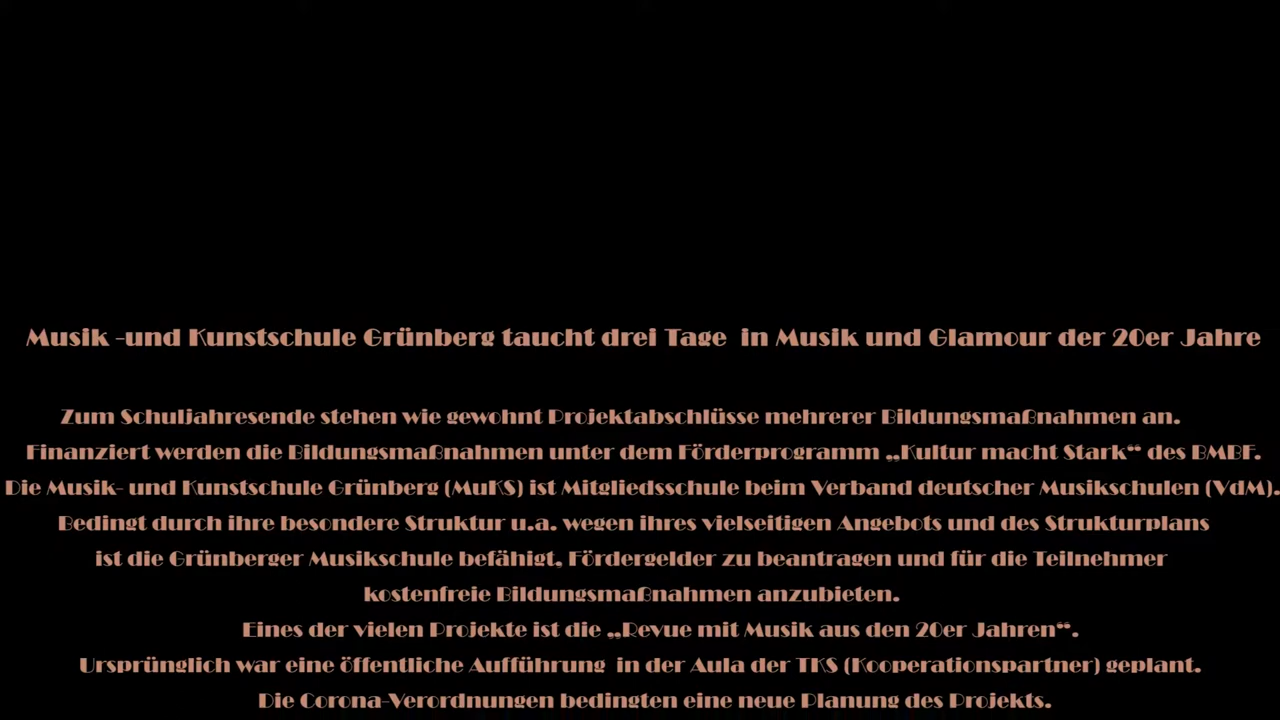 Musik -und Kunstschule Grünberg taucht drei Tage in Musik und Glamour der 20er Jahre
Zum Schuljahresende stehen wie gewohnt Projektabschlüsse mehrerer Bildungsmaßnahmen an.
Finanziert werden die Bildungsmaßnahmen unter dem Förderprogramm „Kultur macht Stark“ des BMBF.
Die Musik- und Kunstschule Grünberg (MuKS) ist Mitgliedsschule beim Verband deutscher Musikschulen (VdM).
Bedingt durch ihre besondere Struktur u.a. wegen ihres vielseitigen Angebots und des Strukturplans
ist die Grünberger Musikschule befähigt, Fördergelder zu beantragen und für die Teilnehmer
kostenfreie Bildungsmaßnahmen anzubieten.
Eines der vielen Projekte ist die „Revue mit Musik aus den 20er Jahren“.
Ursprünglich war eine öffentliche Aufführung in der Aula der TKS (Kooperationspartner) geplant.
Die Corona-Verordnungen bedingten eine neue Planung des Projekts.